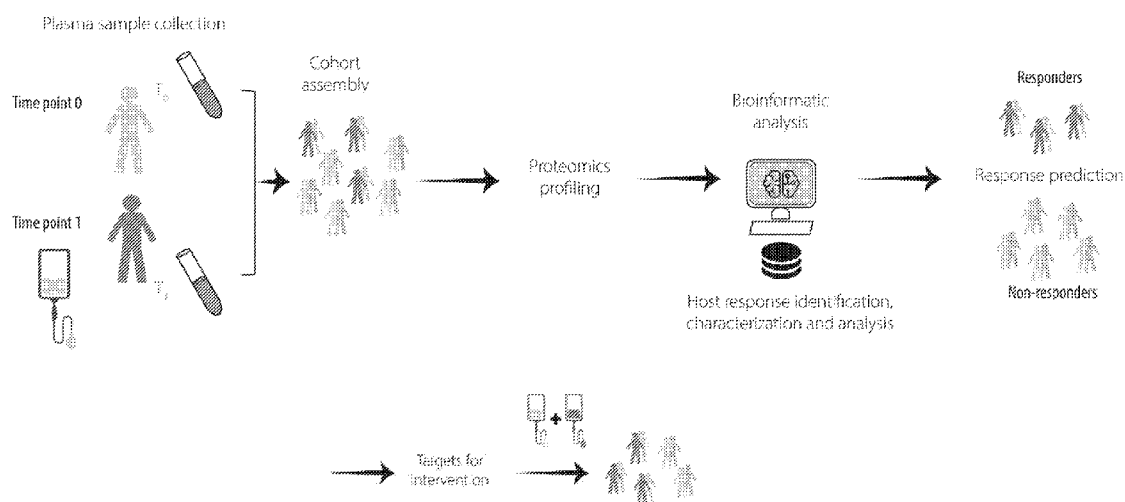 Plasma sample collection
Time point 0
T0
Time point 1
T1
Cohort
assembly
Proteomics
profiling
Bioinformatic
analysis
Host response identification,
characterization and analysis
Responders
Response prediction
Non-responders
+
Targets for
intervention